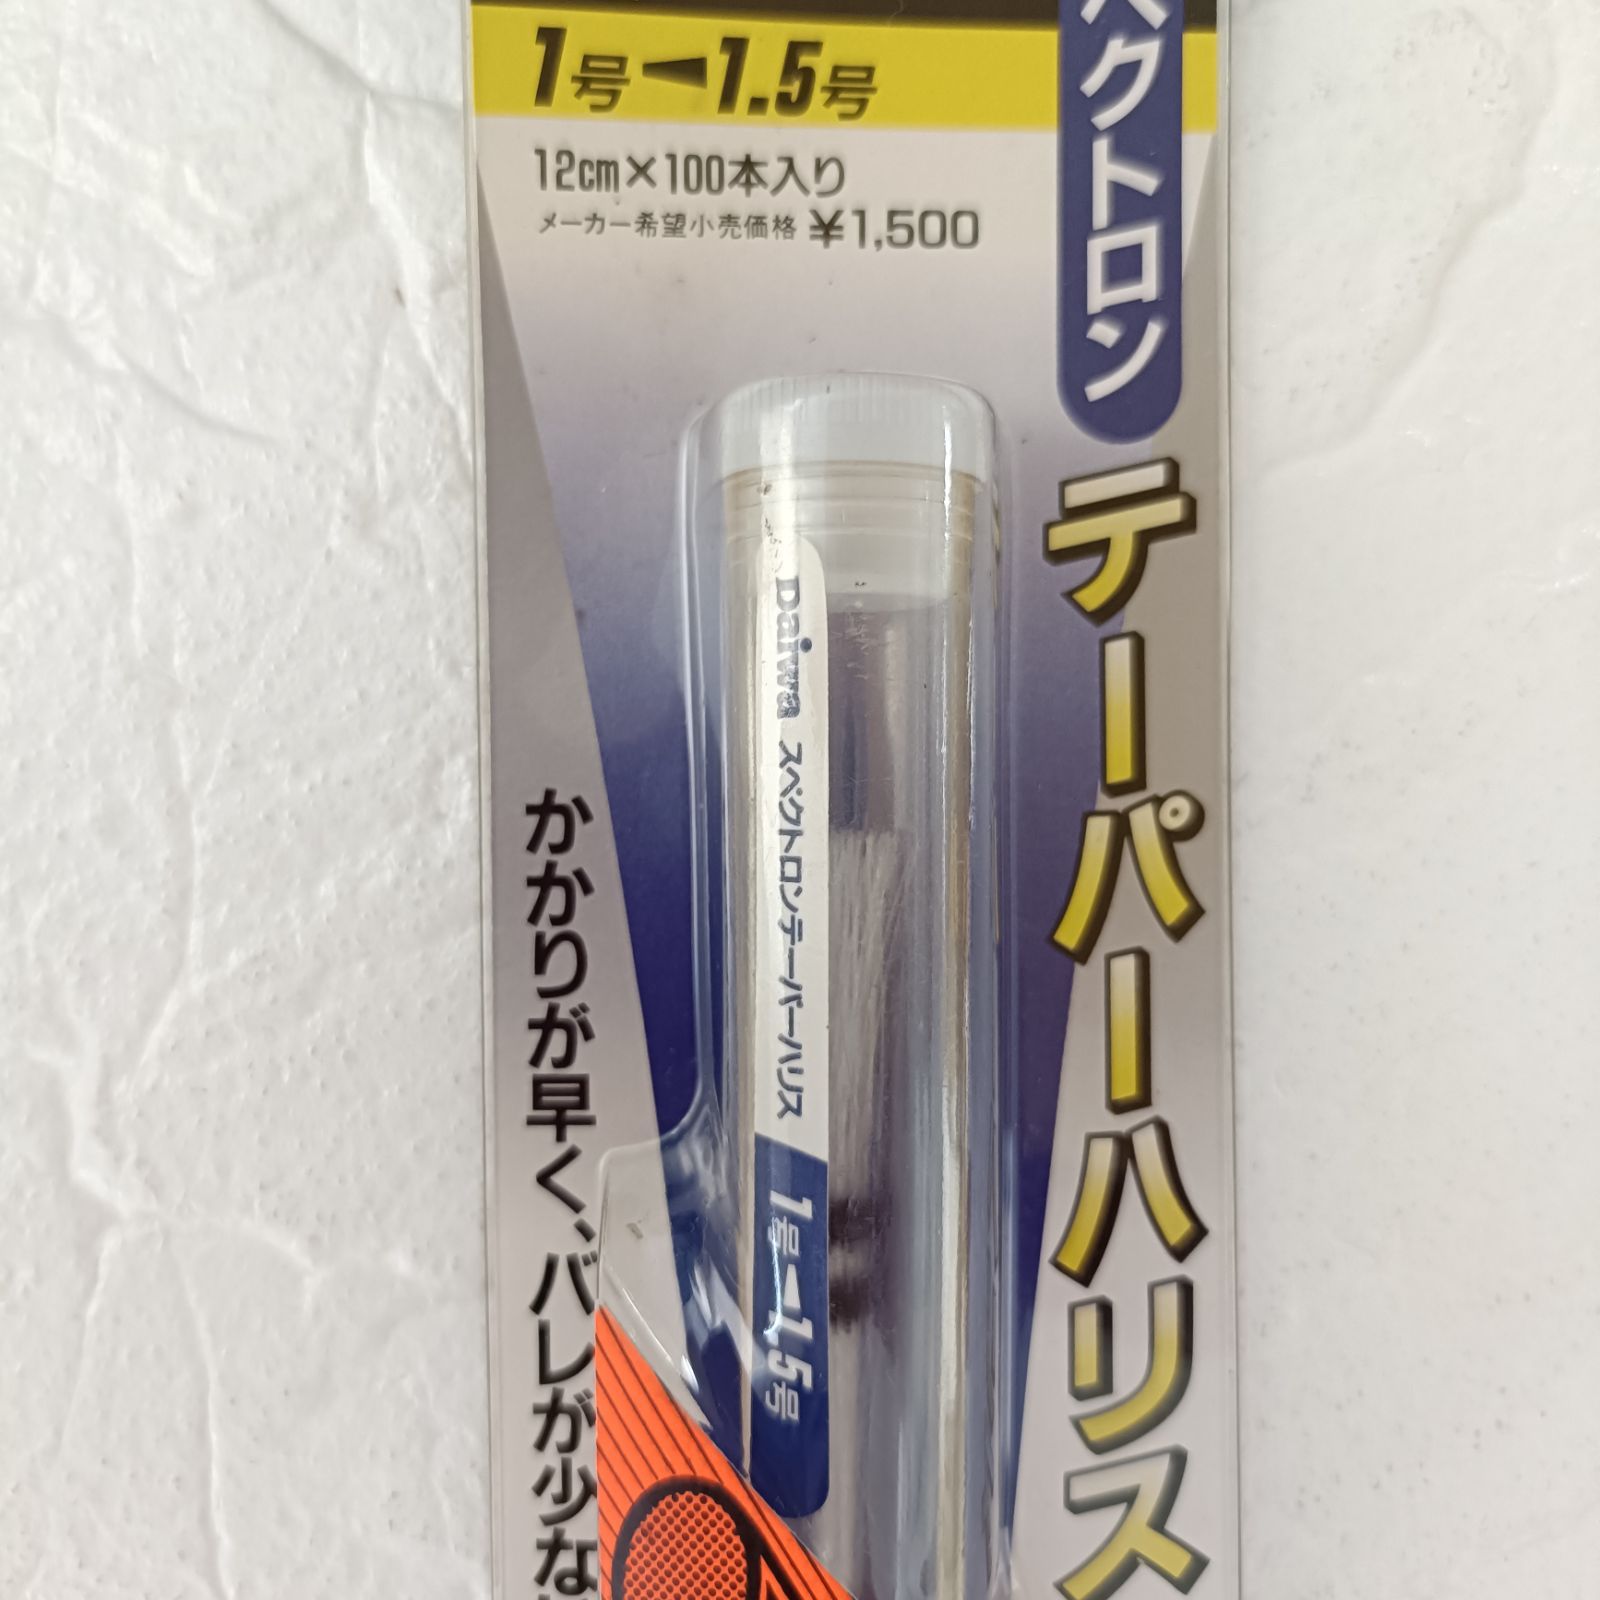 1号◀1.5号
12cm×100本入り
メーカー希望小売価格 ¥1,500
ペクトロン
テーパーハリス
Daiwa スペクトロンテーパーハリス 1号◀1.5号
かかりが早く、バレが少な